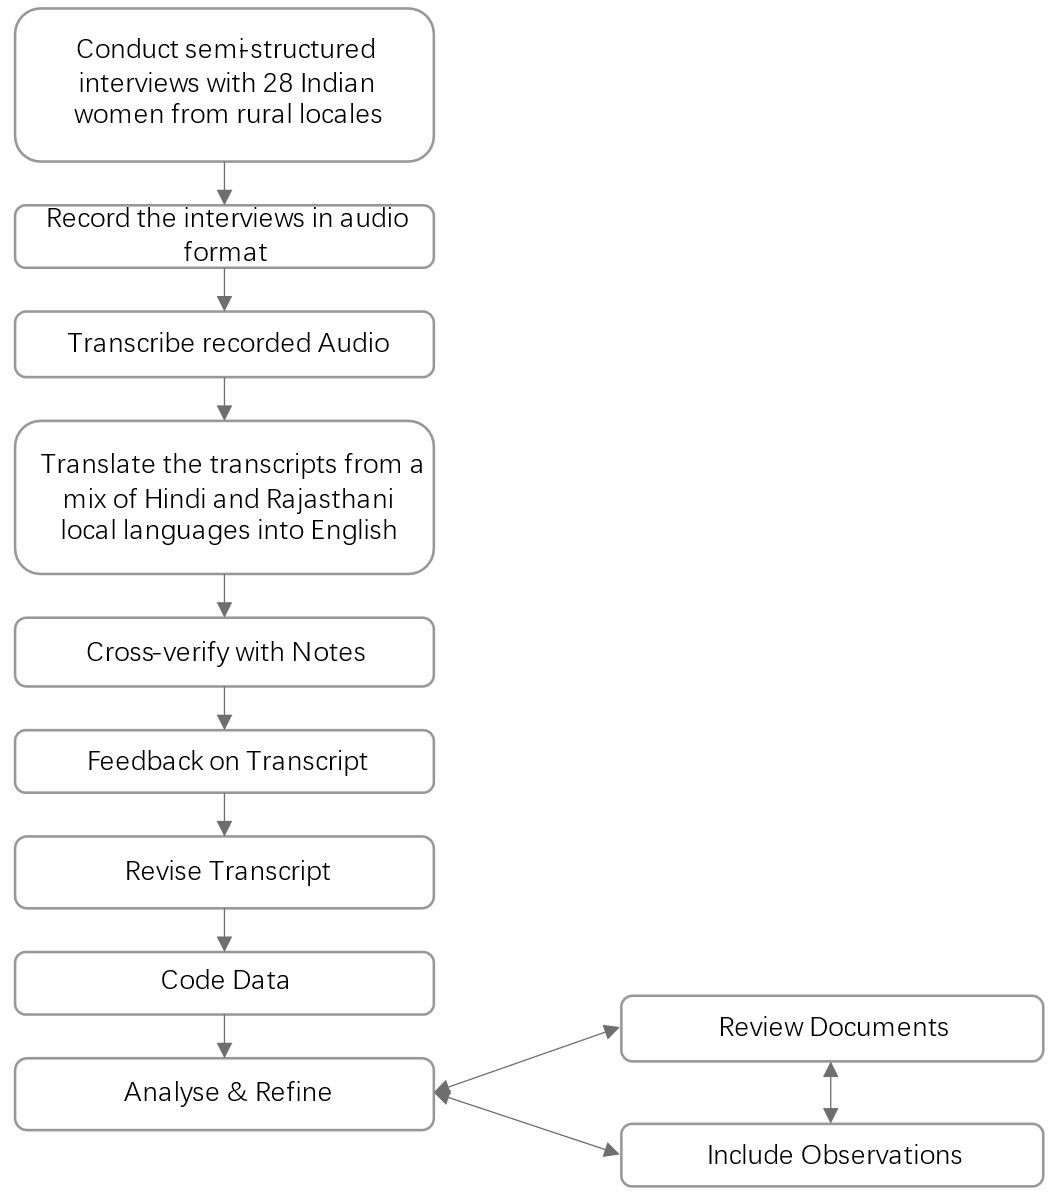 Conduct semi-structured
interviews with 28 Indian
women from rural locales
Record the interviews in audio
format
Transcribe recorded Audio
Translate the transcripts from a
mix of Hindi and Rajasthani
local languages into English
Cross-verify with Notes
Feedback on Transcript
Revise Transcript
Code Data
Analyse & Refine
Review Documents
Include Observations